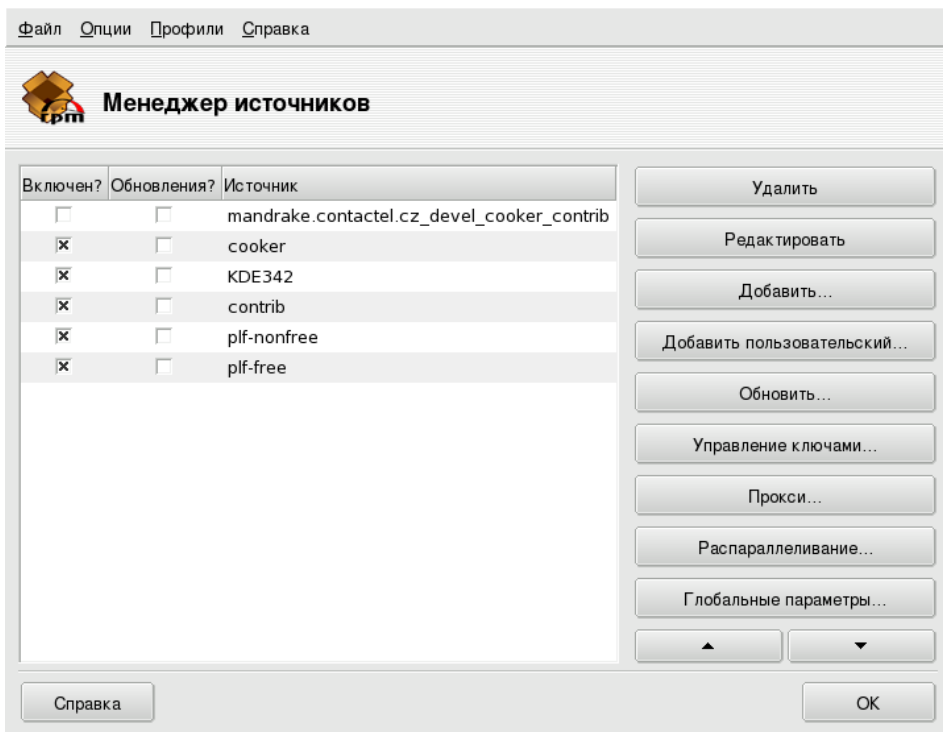 Файл Опции Профили Справка
rpm
Менеджер источников
Включен? Обновления? Источник
mandrake.contactel.cz_devel_cooker_contrib
cooker
KDE342
contrib
plf-nonfree
plf-free
Удалить
Редактировать
Добавить...
Добавить пользовательский...
Обновить...
Управление ключами...
Прокси...
Распараллеливание...
Глобальные параметры...
Справка
OK